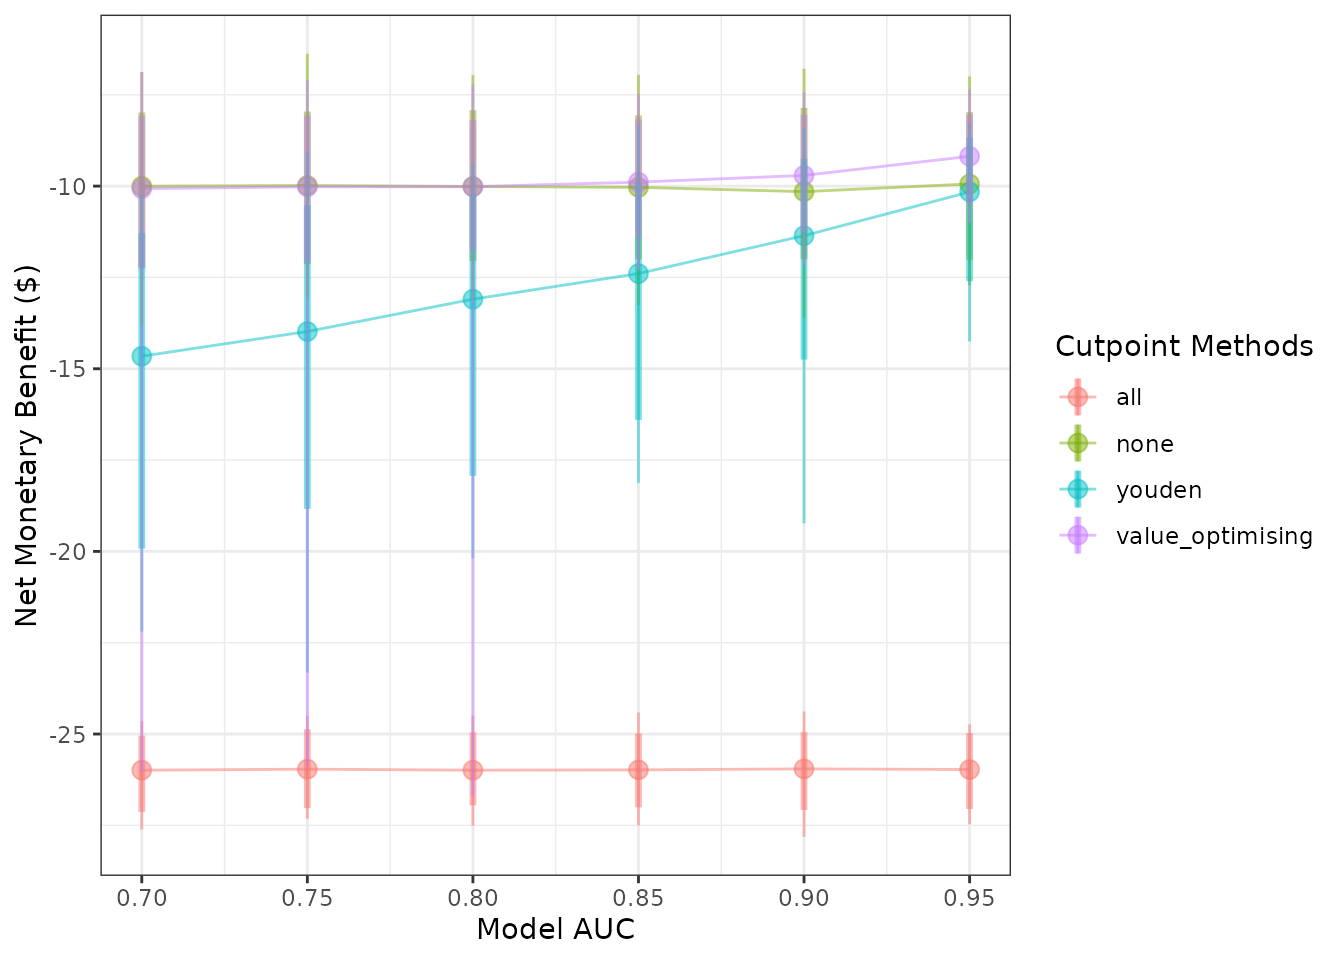 Net Monetary Benefit ($)
-10
-15
-20
-25
0.70 0.75 0.80 0.85 0.90 0.95
Model AUC
Cutpoint Methods
all
none
youden
value_optimising